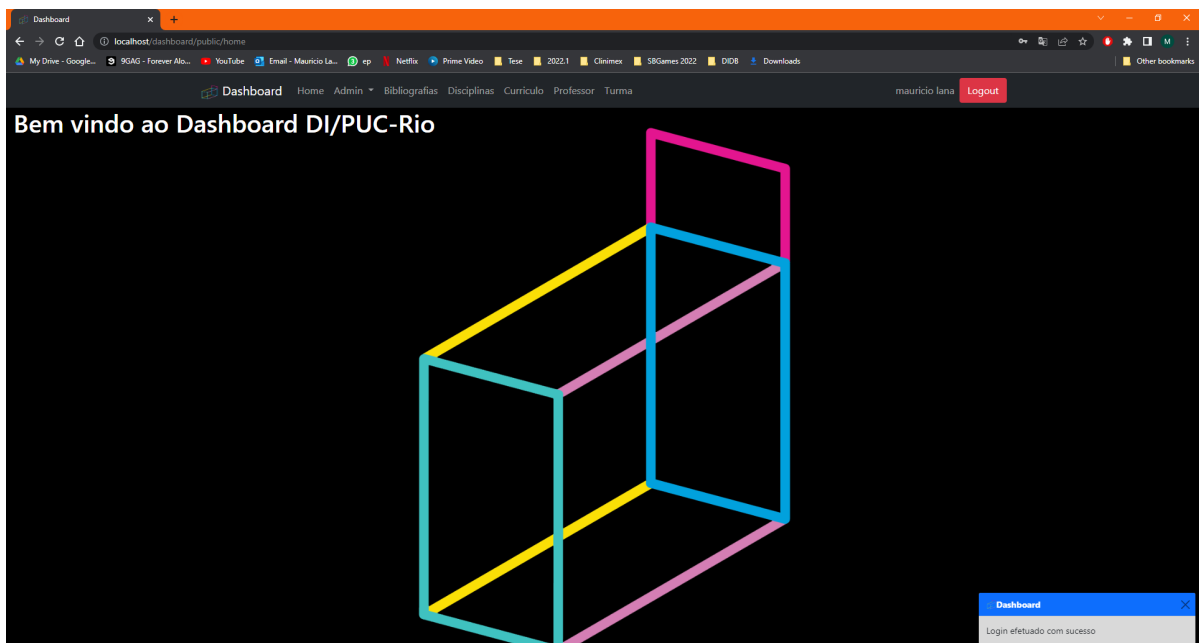 Dashboard
localhost/dashboard/public/home
M
My Drive - Google... 9GAG - Forever Alo... YouTube Email - Mauricio La... 3 ep Netflix Prime Video Tese 2022.1 Clinimex SBGames 2022 DIDB Downloads Other bookmarks
Dashboard Home Admin Bibliografias Disciplinas Curriculo Professor Turma mauricio lana Logout
Bem vindo ao Dashboard DI/PUC-Rio
Dashboard
Login efetuado com sucesso